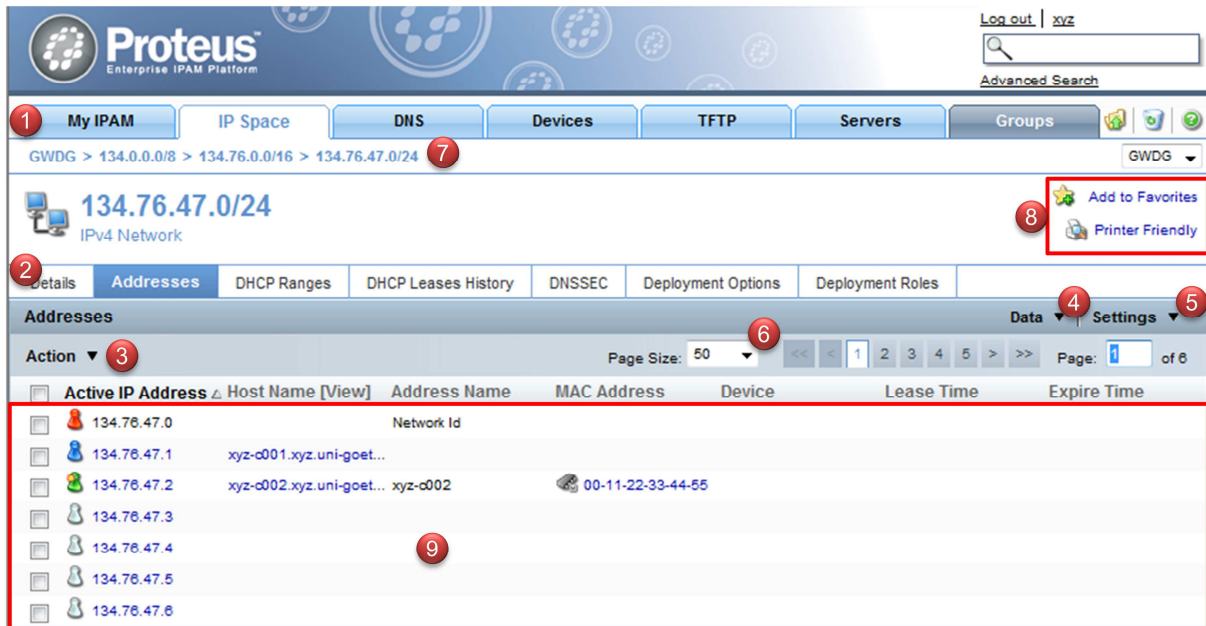 Log out | xyz
Proteus™
Enterprise IPAM Platform
Advanced Search
1 My IPAM IP Space DNS Devices TFTP Servers Groups
GWDG > 134.0.0.0/8 > 134.76.0.0/16 > 134.76.47.0/24 7 GWDG
134.76.47.0/24
IPv4 Network
8 Add to Favorites
Printer Friendly
2 Details Addresses DHCP Ranges DHCP Leases History DNSSEC Deployment Options Deployment Roles
Addresses Data 4 | Settings 5
Action 3 Page Size: 50 6 << < 1 2 3 4 5 > >> Page: 1 of 6
Active IP Address Host Name [View] Address Name MAC Address Device Lease Time Expire Time
134.76.47.0 Network Id
134.76.47.1 xyz-c001.xyz.uni-goet...
134.76.47.2 xyz-c002.xyz.uni-goet... xyz-c002 00-11-22-33-44-55
134.76.47.3
134.76.47.4 9
134.76.47.5
134.76.47.6